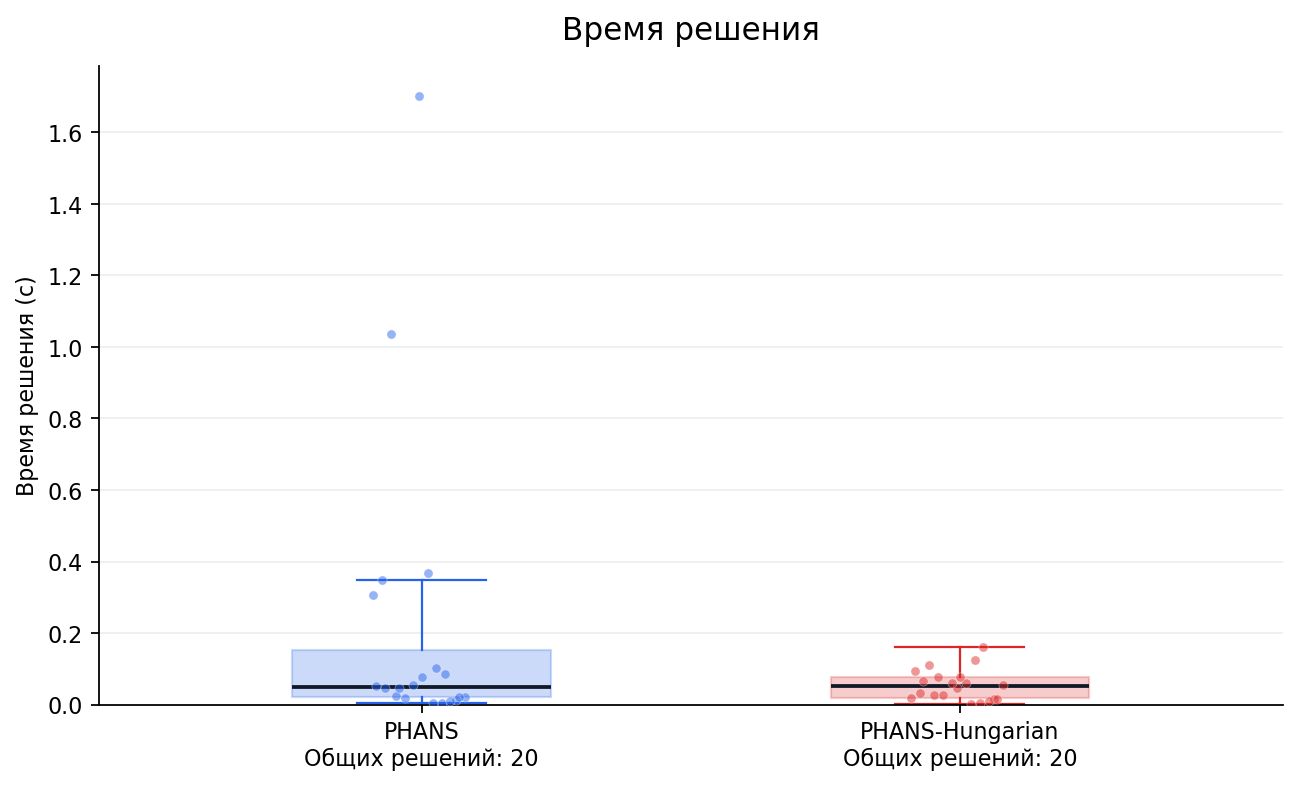 Время решения
Время решения (с)
1.6
1.4
1.2
1.0
0.8
0.6
0.4
0.2
0.0
PHANS
Общих решений: 20
PHANS-Hungarian
Общих решений: 20